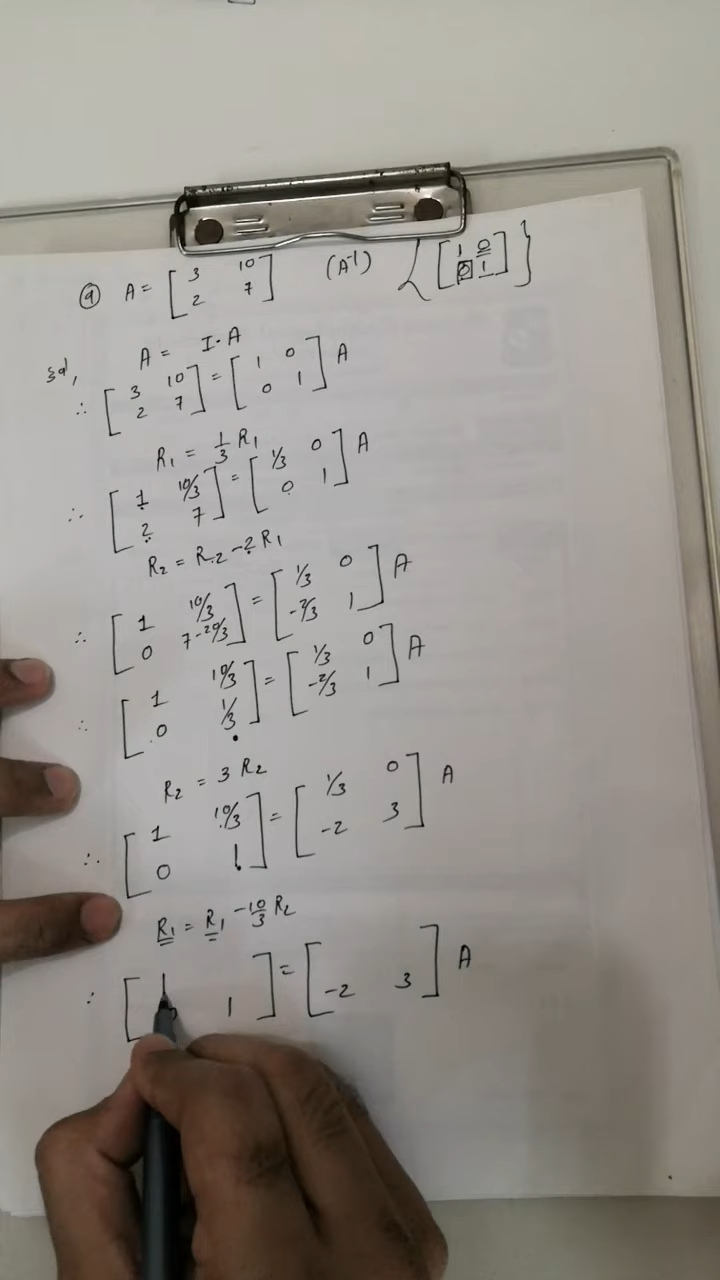 (9) A = [3 10 (A⁻¹) {[1 0
2 7] 0 1]}
Sol, A = I·A
∴ [3 10 = [1 0
2 7] 0 1] A
R₁ = 1/3 R₁
∴ [1 10/3 = [1/3 0
2 7] 0 1] A
R₂ = R₂ - 2R₁
∴ [1 10/3 = [1/3 0
0 7-20/3] -2/3 1] A
∴ [1 10/3 = [1/3 0
0 1/3] -2/3 1] A
R₂ = 3 R₂
∴ [1 10/3 = [1/3 0
0 1] -2 3] A
R₁ = R₁ - 10/3 R₂
∴ [1 = [
1] -2 3] A